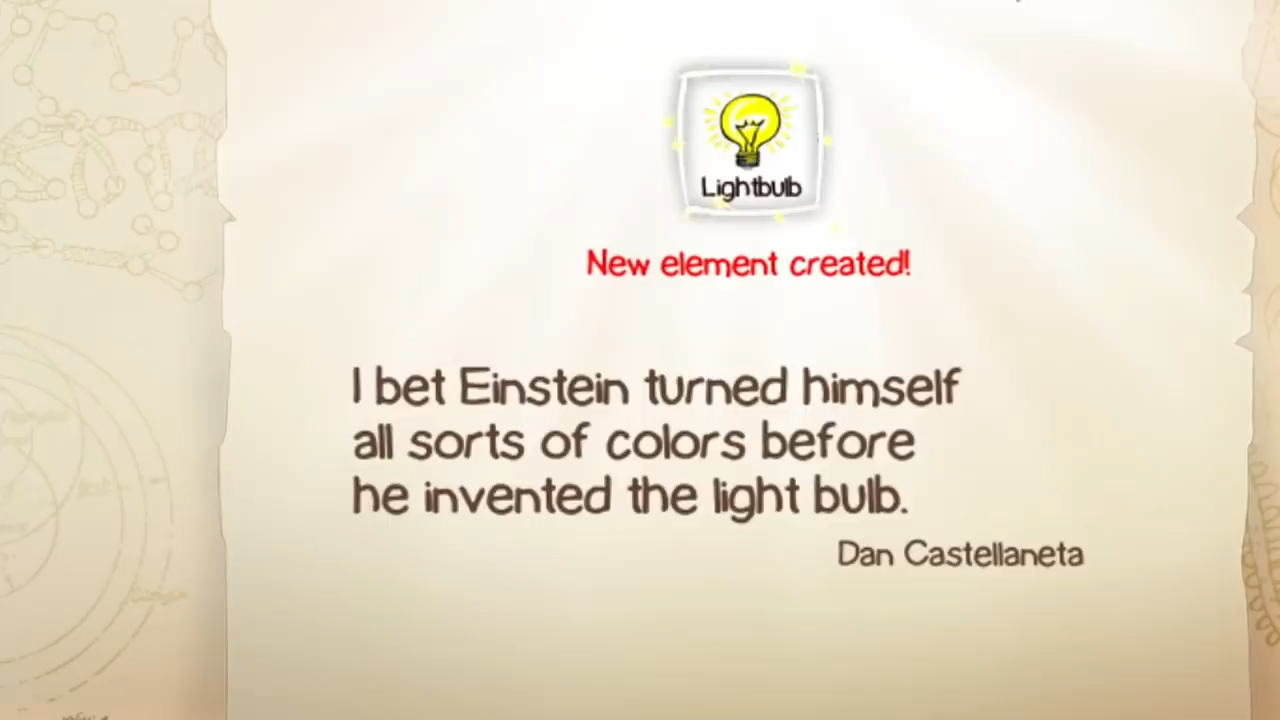 Lightbulb
New element created!
I bet Einstein turned himself
all sorts of colors before
he invented the light bulb.
Dan Castellaneta